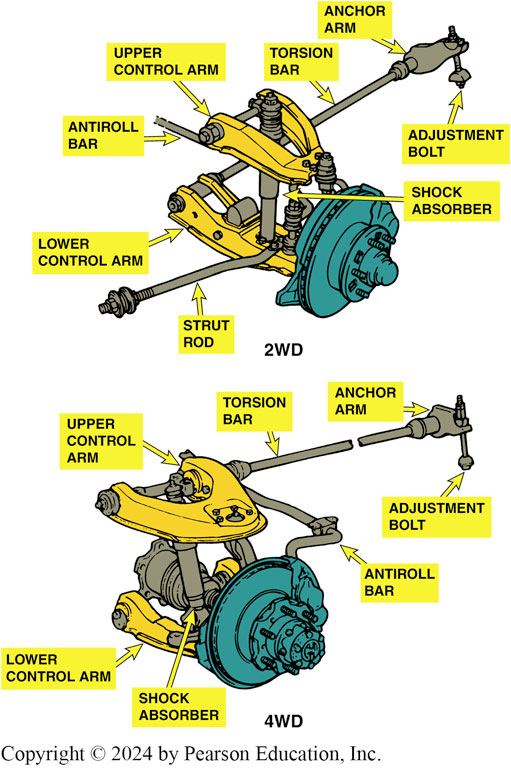 ANCHOR
ARM
UPPER
CONTROL ARM
TORSION
BAR
ANTIROLL
BAR
ADJUSTMENT
BOLT
SHOCK
ABSORBER
LOWER
CONTROL ARM
STRUT
ROD
2WD
ANCHOR
ARM
TORSION
BAR
UPPER
CONTROL
ARM
ADJUSTMENT
BOLT
ANTIROLL
BAR
LOWER
CONTROL ARM
SHOCK
ABSORBER
4WD
Copyright © 2024 by Pearson Education, Inc.